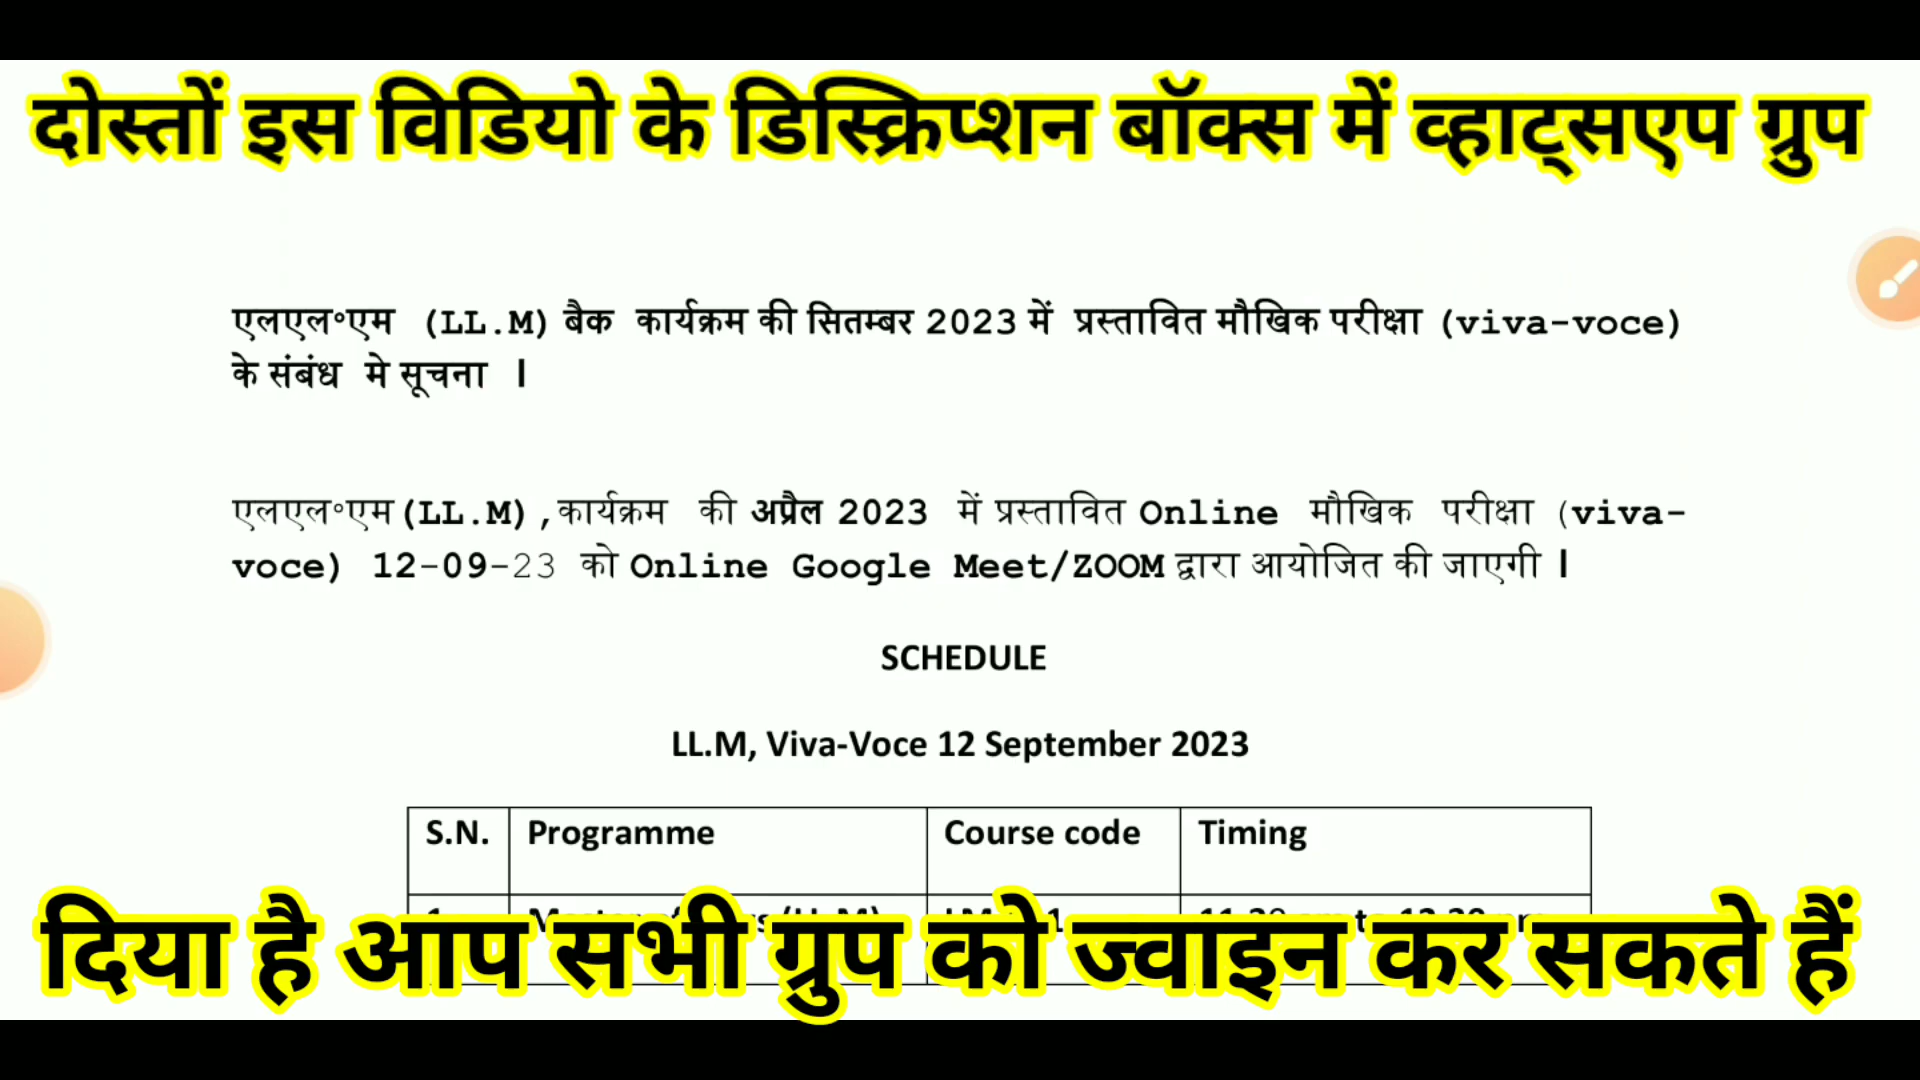 दोस्तों इस विडियो के डिस्क्रिप्शन बॉक्स में व्हाट्सएप ग्रुप
एलएल॰एम (LL.M) बैक कार्यक्रम की सितम्बर 2023 में प्रस्तावित मौखिक परीक्षा (viva-voce)
के संबंध मे सूचना ।
एलएल॰एम (LL.M) ,कार्यक्रम की अप्रैल 2023 में प्रस्तावित Online मौखिक परीक्षा (viva-
voce) 12-09-23 को Online Google Meet/ZOOM द्वारा आयोजित की जाएगी ।
SCHEDULE
LL.M, Viva-Voce 12 September 2023
S.N. Programme Course code Timing
दिया है आप सभी ग्रुप को ज्वाइन कर सकते हैं